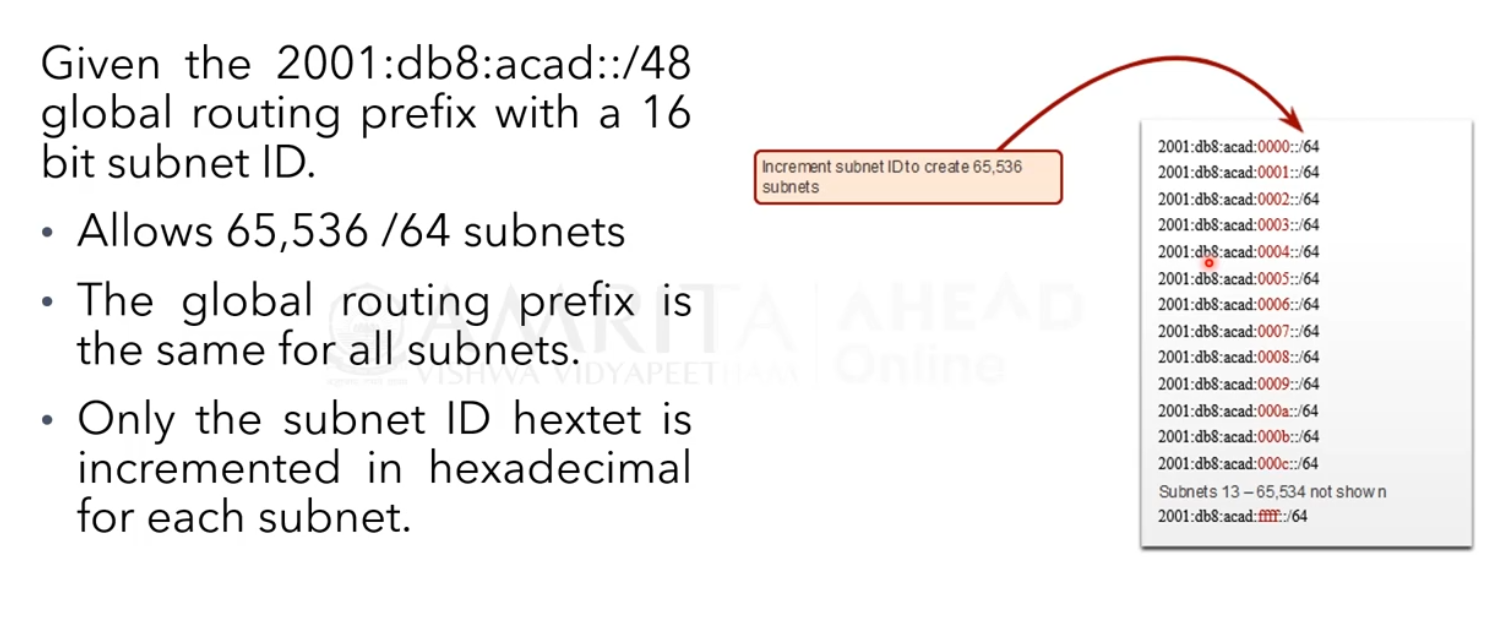 Given the 2001:db8:acad::/48
global routing prefix with a 16
bit subnet ID.
• Allows 65,536 /64 subnets
• The global routing prefix is
the same for all subnets.
• Only the subnet ID hextet is
incremented in hexadecimal
for each subnet.
Increment subnet ID to create 65,536
subnets
2001:db8:acad:0000::/64
2001:db8:acad:0001::/64
2001:db8:acad:0002::/64
2001:db8:acad:0003::/64
2001:db8:acad:0004::/64
2001:db8:acad:0005::/64
2001:db8:acad:0006::/64
2001:db8:acad:0007::/64
2001:db8:acad:0008::/64
2001:db8:acad:0009::/64
2001:db8:acad:000a::/64
2001:db8:acad:000b::/64
2001:db8:acad:000c::/64
Subnets 13 – 65,534 not shown
2001:db8:acad:ffff::/64
AMRITA
VISHWA VIDYAPEETHAM
AHEAD
Online